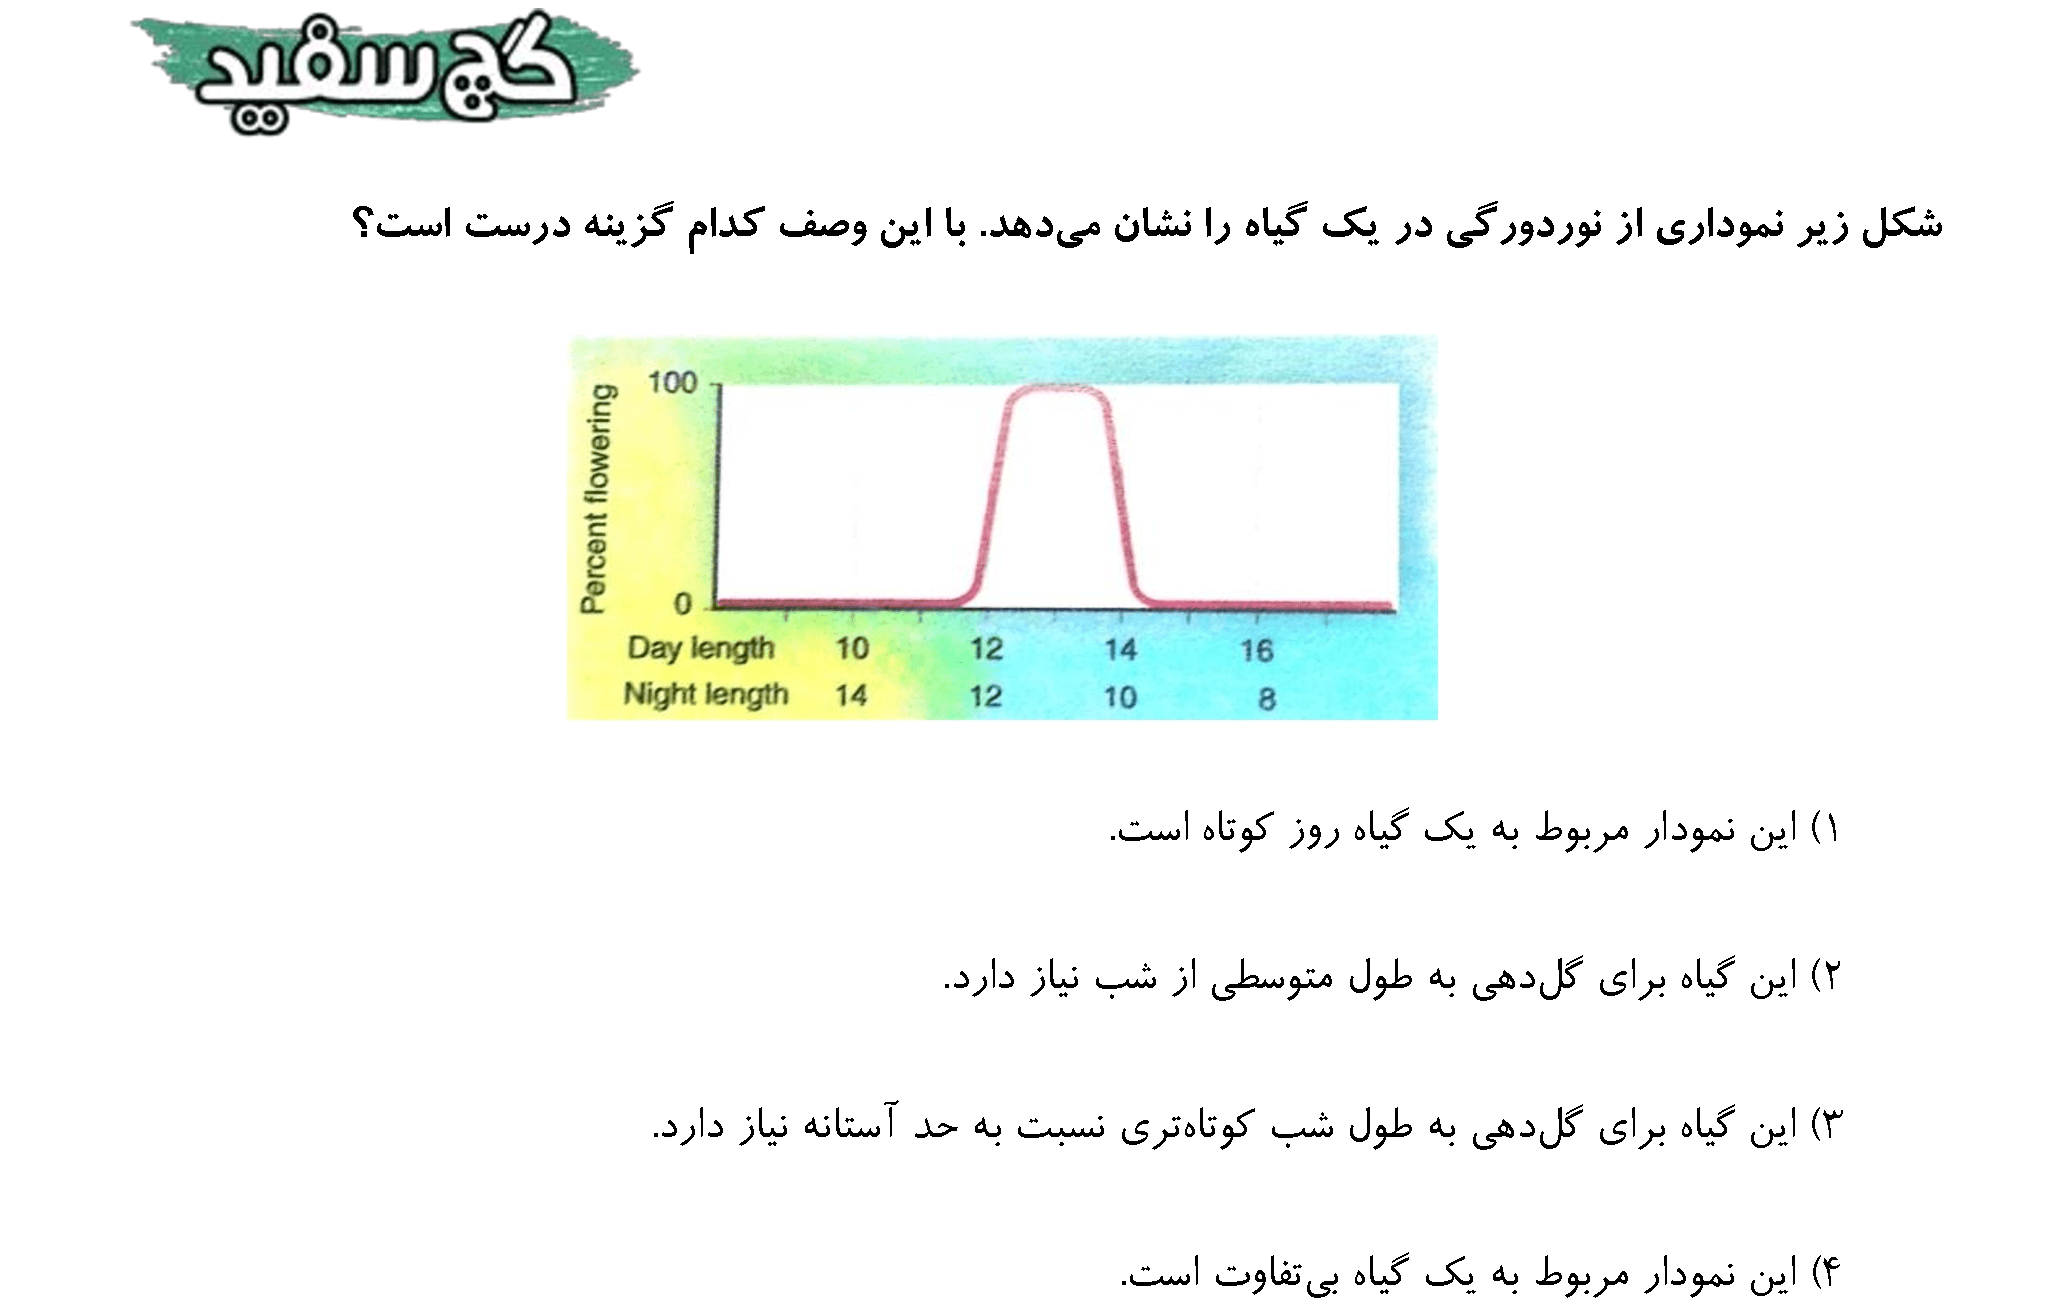 گچ سفید
شکل زیر نموداری از نوردورگی در یک گیاه را نشان می‌دهد. با این وصف کدام گزینه درست است؟
Percent flowering
100
0
Day length 10 12 14 16
Night length 14 12 10 8
۱) این نمودار مربوط به یک گیاه روز کوتاه است.
۲) این گیاه برای گل‌دهی به طول متوسطی از شب نیاز دارد.
۳) این گیاه برای گل‌دهی به طول شب کوتاه‌تری نسبت به حد آستانه نیاز دارد.
۴) این نمودار مربوط به یک گیاه بی‌تفاوت است.